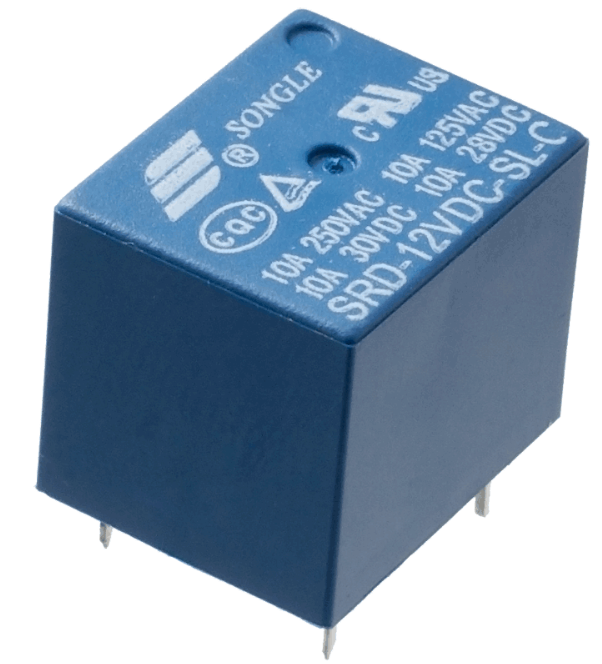 SONGLE
®
CQC
C US
10A 250VAC 10A 125VAC
10A 30VDC 10A 28VDC
SRD-12VDC-SL-C